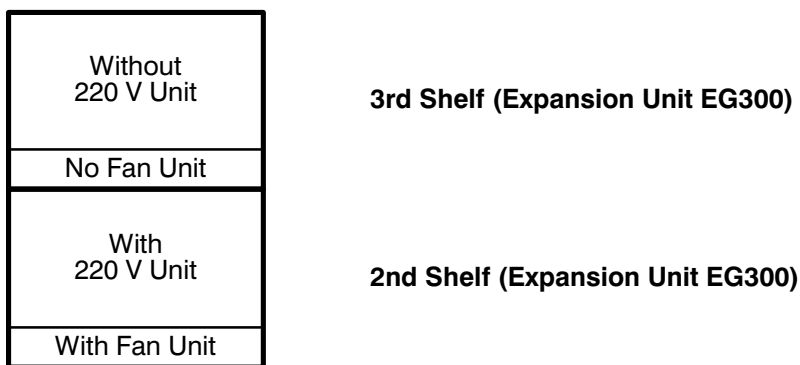 Without
220 V Unit
3rd Shelf (Expansion Unit EG300)
No Fan Unit
With
220 V Unit
2nd Shelf (Expansion Unit EG300)
With Fan Unit